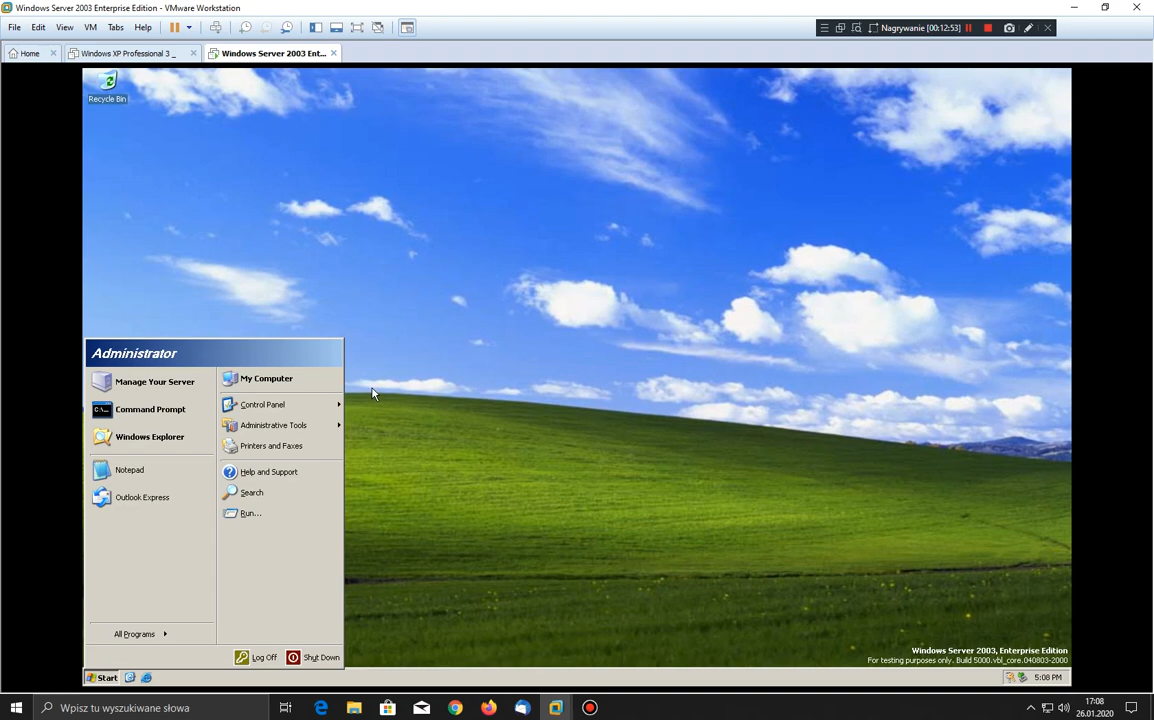 Windows Server 2003 Enterprise Edition - VMware Workstation
File Edit View VM Tabs Help
Nagrywanie [00:12:53]
Home
Windows XP Professional 3 _
Windows Server 2003 Ent...
Recycle Bin
Administrator
Manage Your Server
Command Prompt
Windows Explorer
Notepad
Outlook Express
All Programs
My Computer
Control Panel
Administrative Tools
Printers and Faxes
Help and Support
Search
Run...
Log Off
Shut Down
Windows Server 2003, Enterprise Edition
For testing purposes only. Build 5000.vbl_core.040803-2000
Start
5:08 PM
Wpisz tu wyszukiwane słowa
17:08
26.01.2020